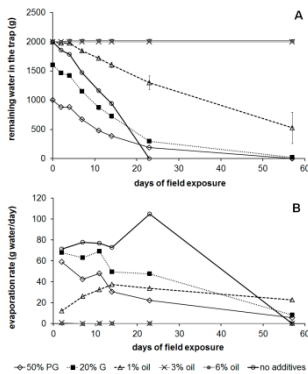 A
remaining water in the trap (g)
2500
2000
1500
1000
500
0
0 10 20 30 40 50 60
days of field exposure
B
evaporation rate (g water/day)
120
100
80
60
40
20
0
0 10 20 30 40 50 60
days of field exposure
50% PG 20% G 1% oil 3% oil 6% oil no additives